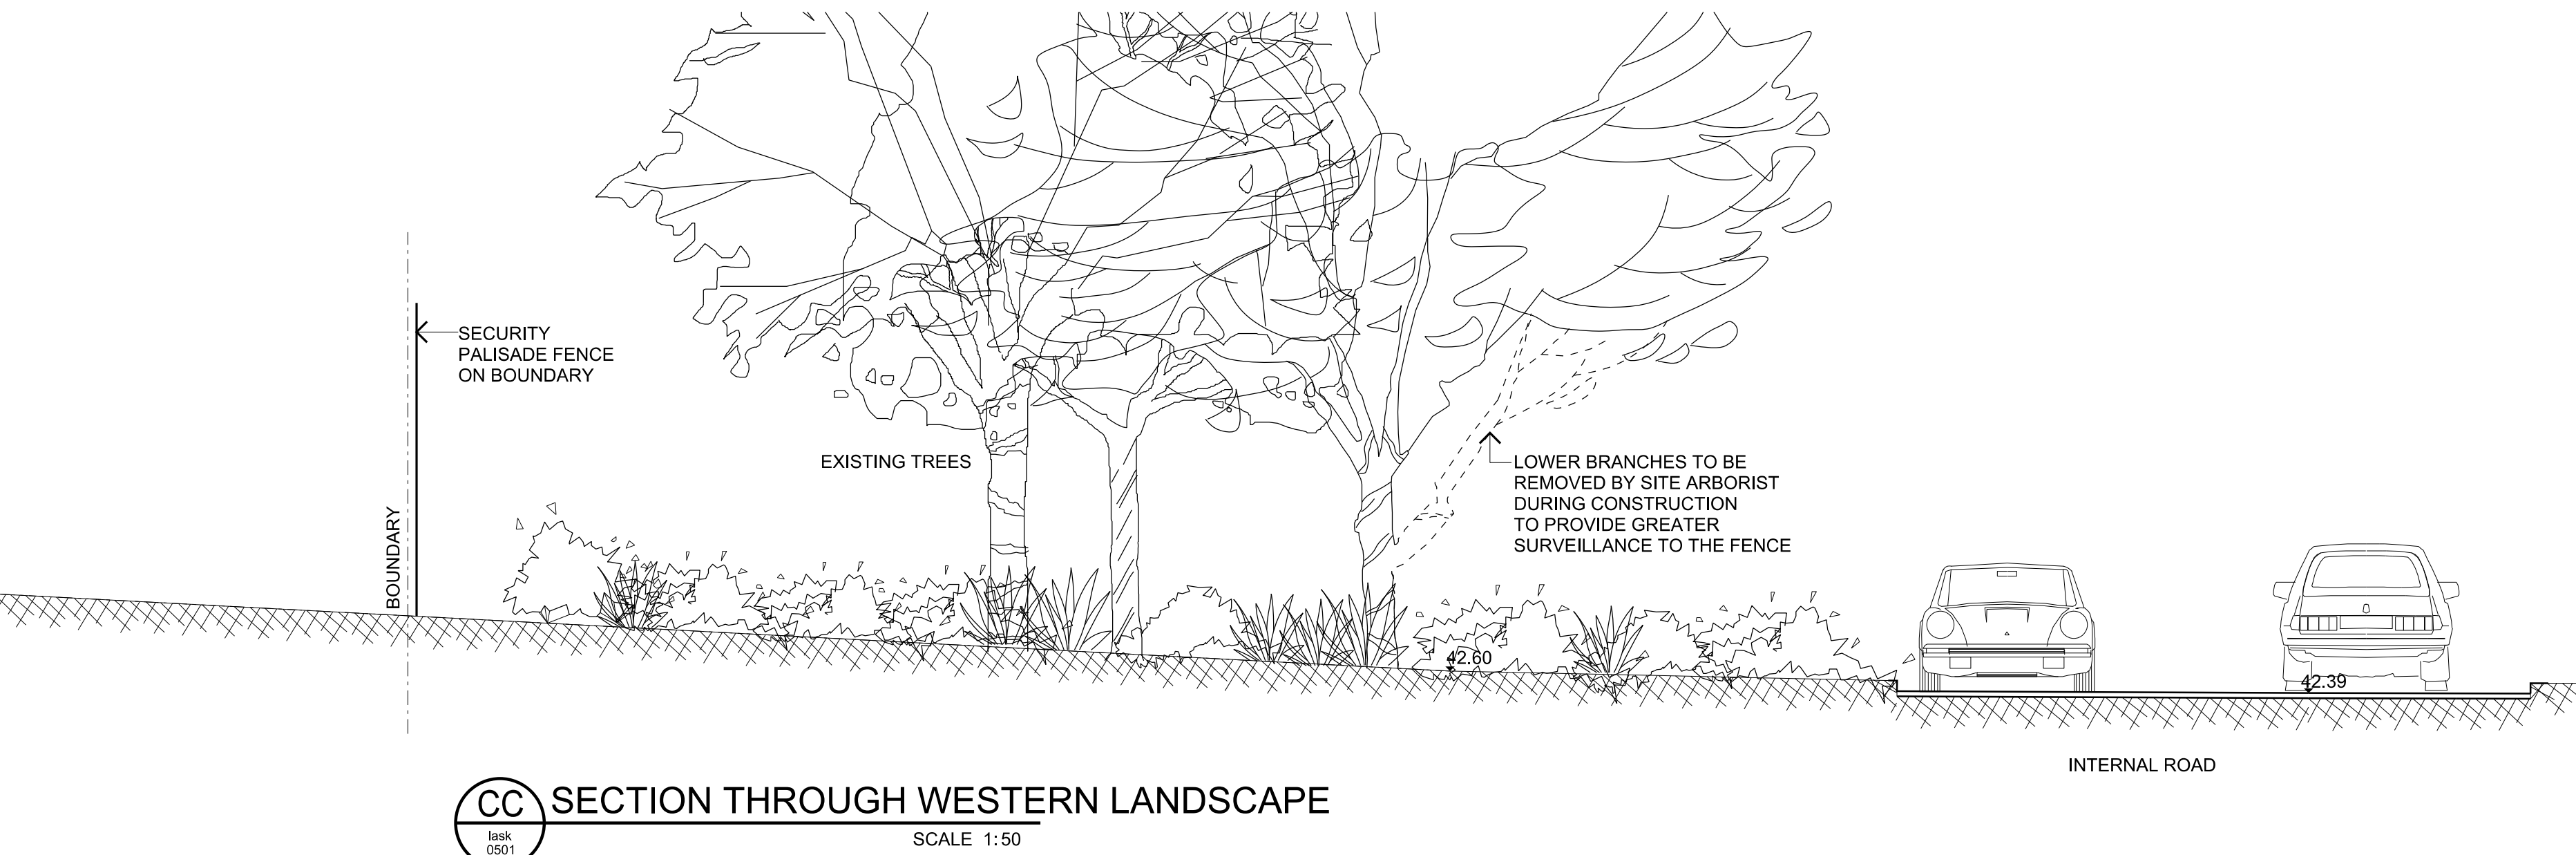 SECURITY
PALISADE FENCE
ON BOUNDARY
BOUNDARY
EXISTING TREES
LOWER BRANCHES TO BE
REMOVED BY SITE ARBORIST
DURING CONSTRUCTION
TO PROVIDE GREATER
SURVEILLANCE TO THE FENCE
42.60
42.39
INTERNAL ROAD
CC
lask
0501
SECTION THROUGH WESTERN LANDSCAPE
SCALE 1:50